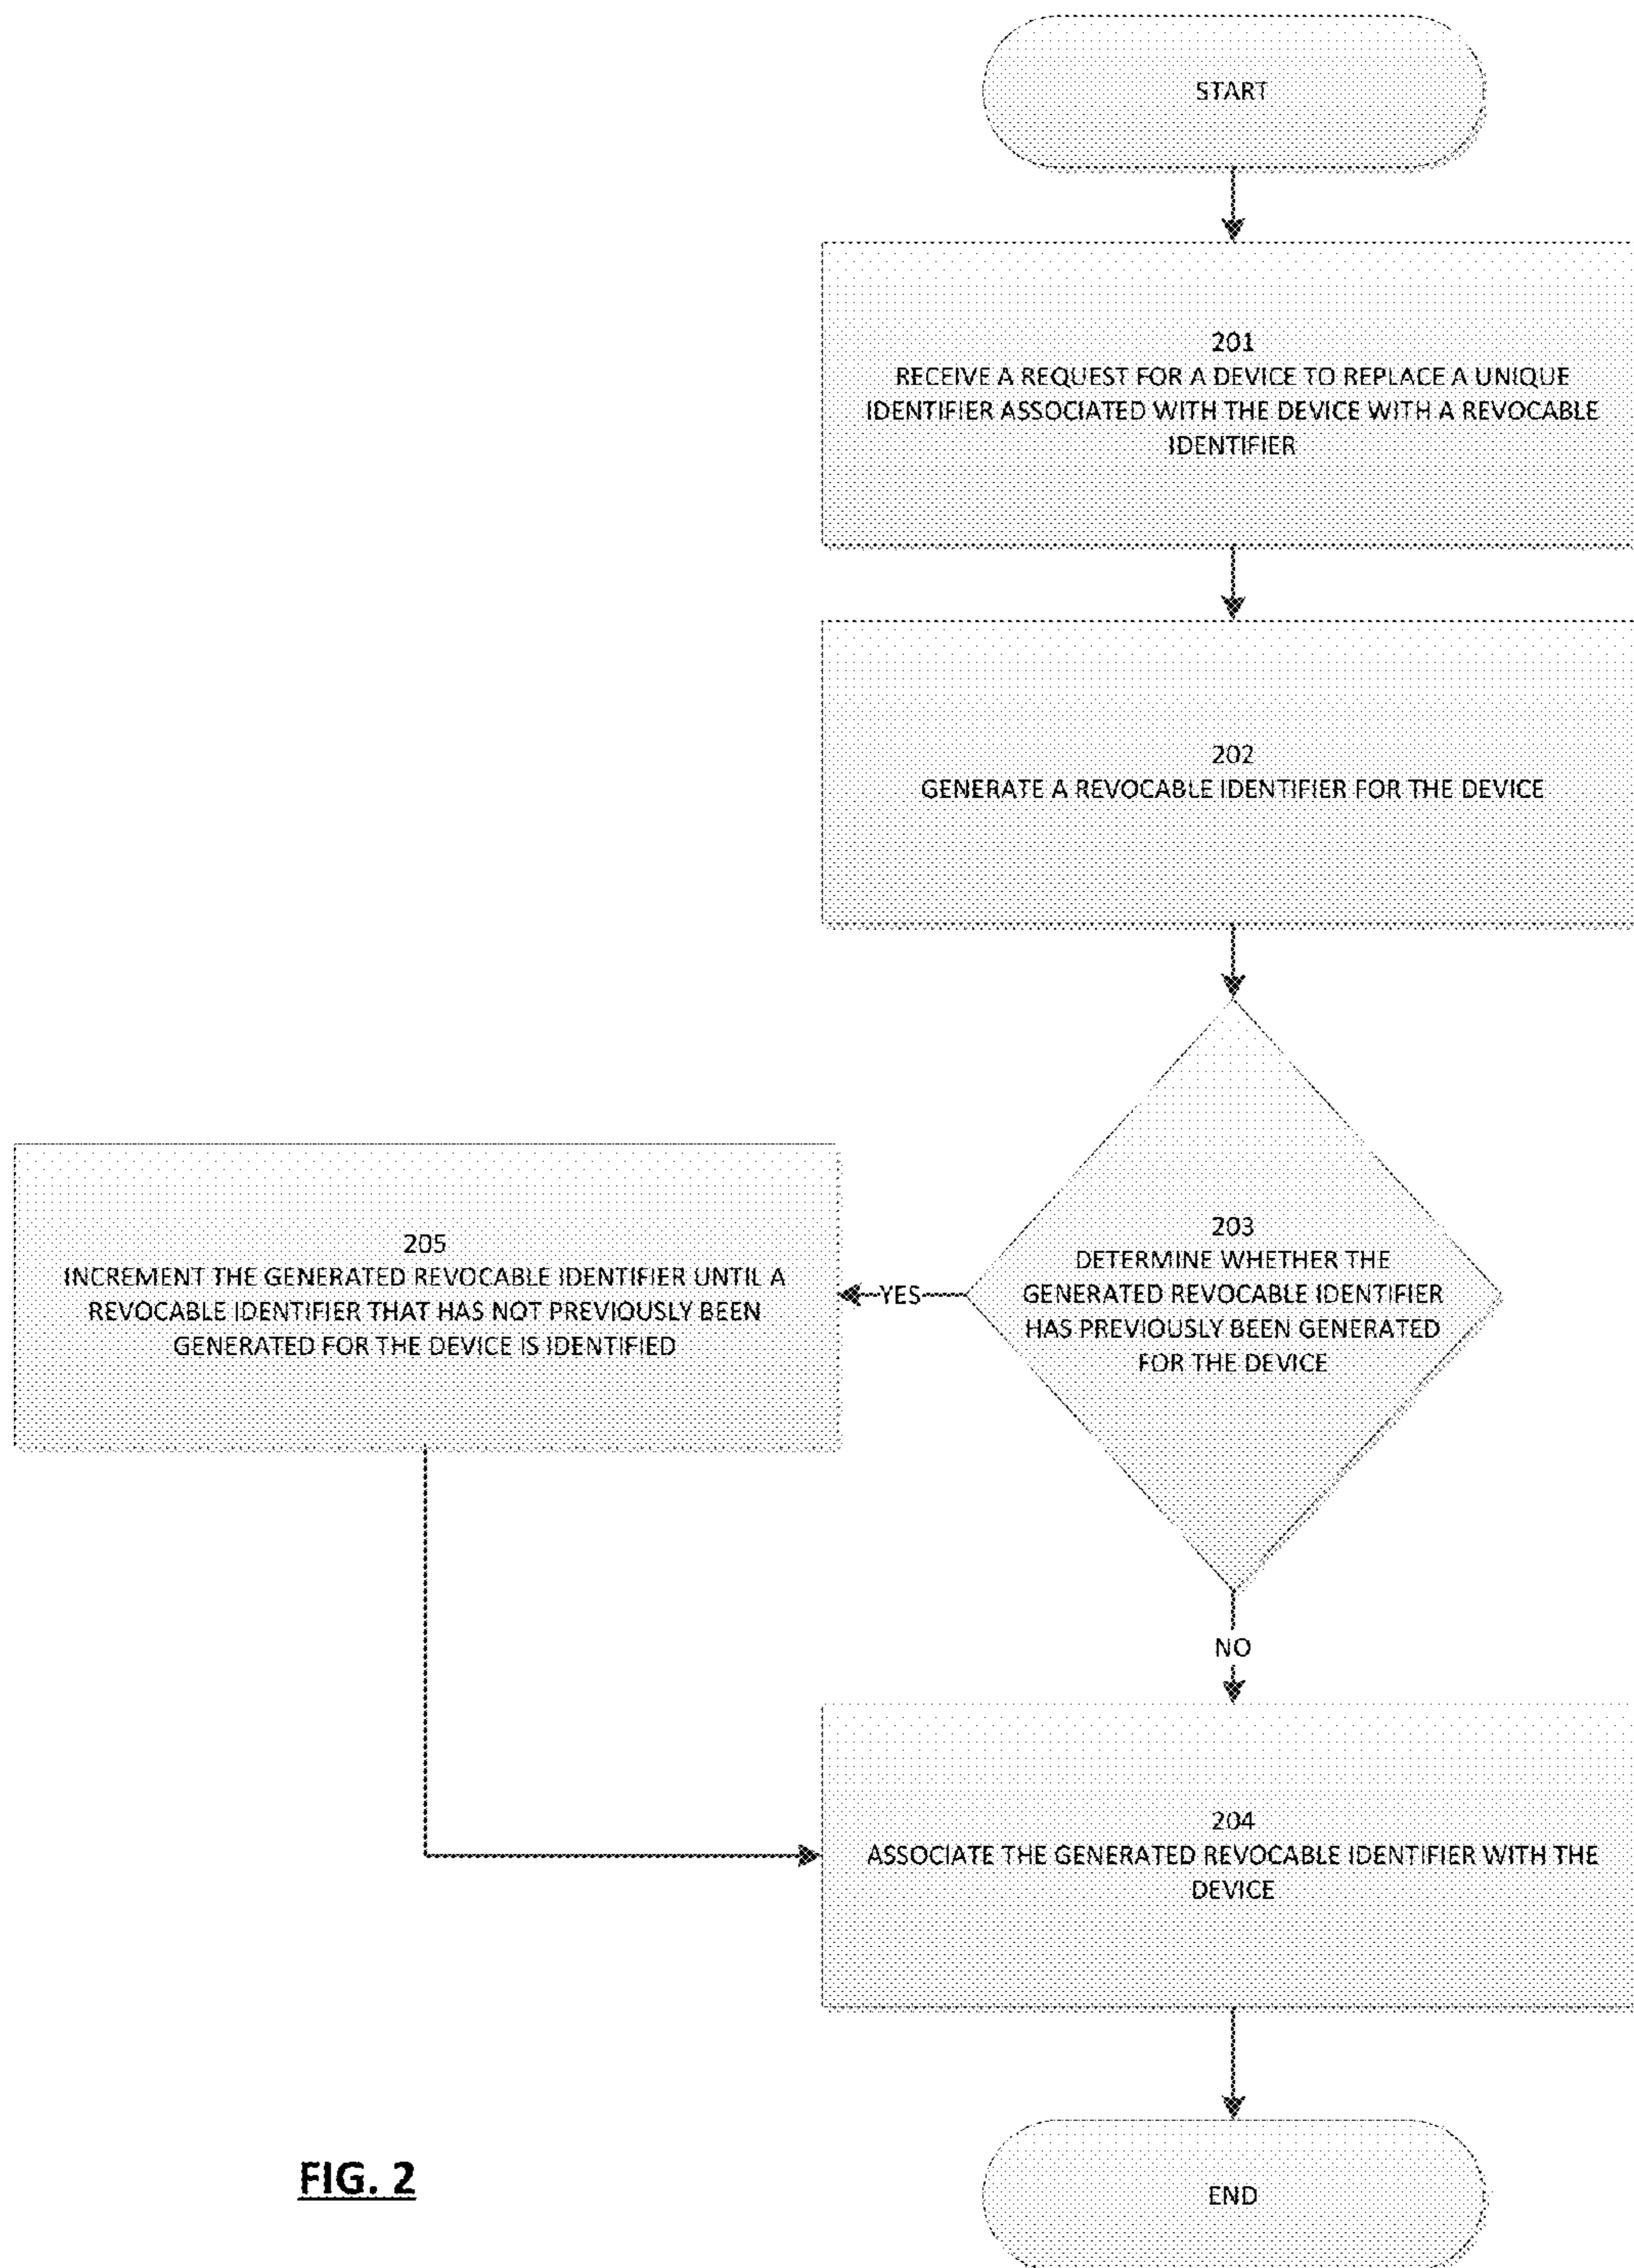 START
201
RECEIVE A REQUEST FOR A DEVICE TO REPLACE A UNIQUE
IDENTIFIER ASSOCIATED WITH THE DEVICE WITH A REVOCABLE
IDENTIFIER
202
GENERATE A REVOCABLE IDENTIFIER FOR THE DEVICE
203
DETERMINE WHETHER THE
GENERATED REVOCABLE IDENTIFIER
HAS PREVIOUSLY BEEN GENERATED
FOR THE DEVICE
YES
205
INCREMENT THE GENERATED REVOCABLE IDENTIFIER UNTIL A
REVOCABLE IDENTIFIER THAT HAS NOT PREVIOUSLY BEEN
GENERATED FOR THE DEVICE IS IDENTIFIED
NO
204
ASSOCIATE THE GENERATED REVOCABLE IDENTIFIER WITH THE
DEVICE
END
FIG. 2